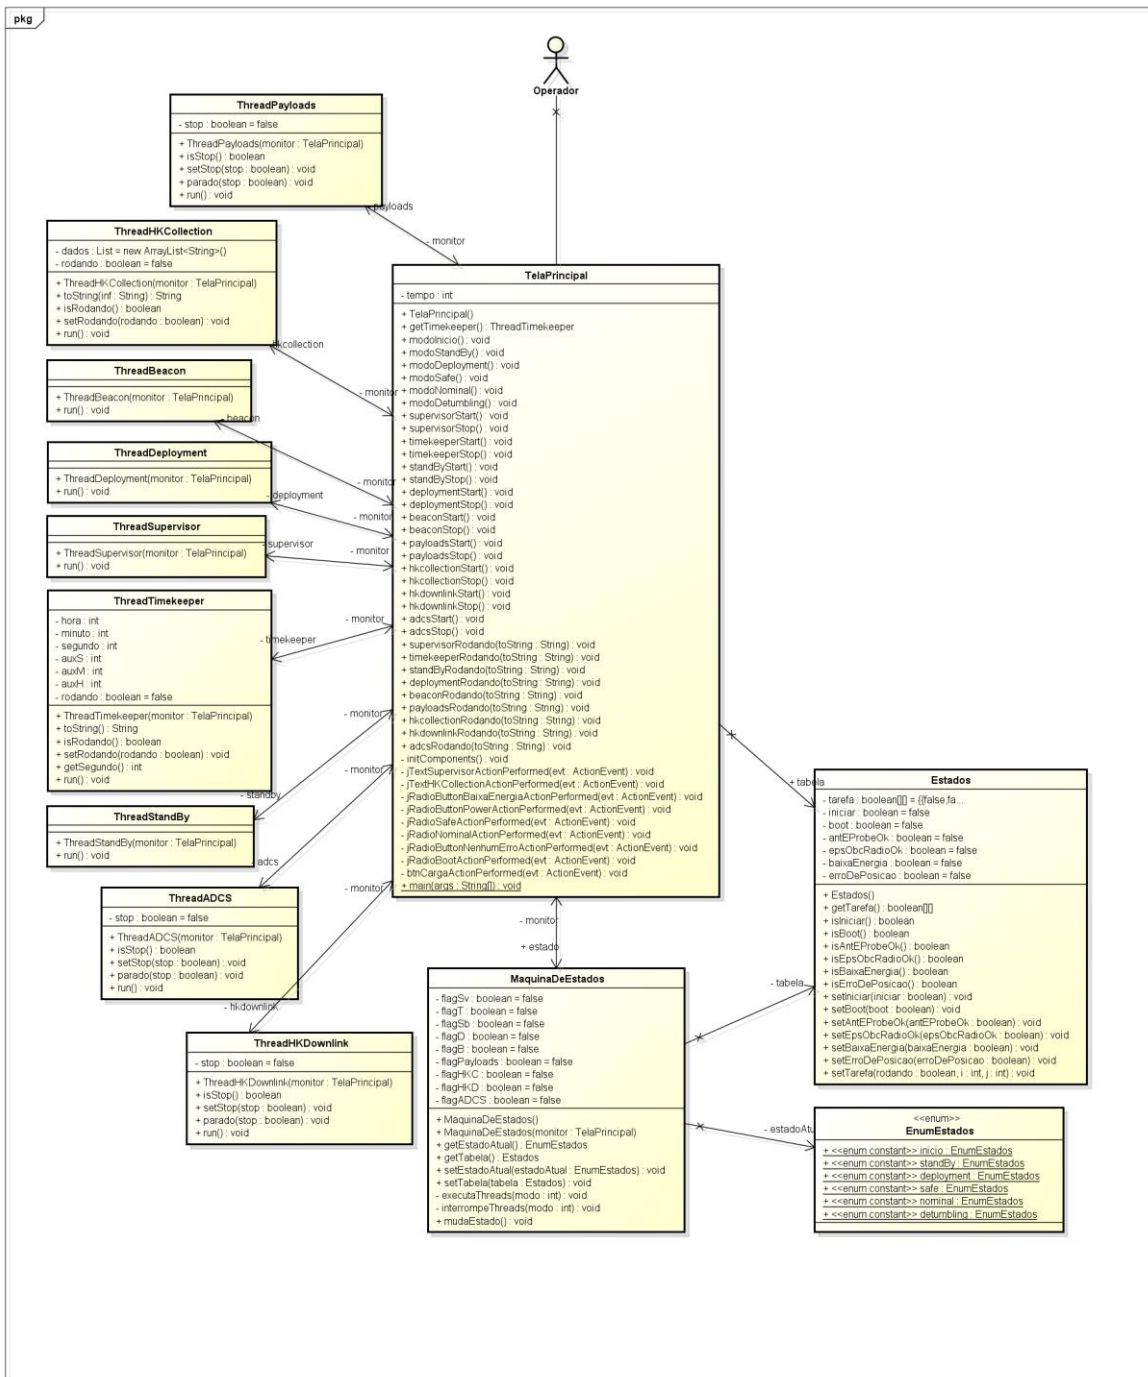 pkg
Operador
ThreadPayloads
- stop : boolean = false
+ ThreadPayloads(monitor : TelaPrincipal)
+ isStop() : boolean
+ setStop(stop : boolean) : void
+ parado(stop : boolean) : void
+ run() : void
payloads
- monitor
ThreadHKCollection
- dados : List = new ArrayList<String>()
- rodando : boolean = false
+ ThreadHKCollection(monitor : TelaPrincipal)
+ toString(inf : String) : String
+ isRodando() : boolean
+ setRodando(rodando : boolean) : void
+ run() : void
hkcollection
- monitor
ThreadBeacon
+ ThreadBeacon(monitor : TelaPrincipal)
+ run() : void
- beacon
- monitor
ThreadDeployment
+ ThreadDeployment(monitor : TelaPrincipal)
+ run() : void
- deployment
- monitor
ThreadSupervisor
+ ThreadSupervisor(monitor : TelaPrincipal)
+ run() : void
- supervisor
- monitor
ThreadTimekeeper
- hora : int
- minuto : int
- segundo : int
- auxS : int
- auxM : int
- auxH : int
- rodando : boolean = false
+ ThreadTimekeeper(monitor : TelaPrincipal)
+ toString() : String
+ isRodando() : boolean
+ setRodando(rodando : boolean) : void
+ getSegundo() : int
+ run() : void
- timekeeper
- monitor
ThreadStandBy
+ ThreadStandBy(monitor : TelaPrincipal)
+ run() : void
- standby
- monitor
ThreadADCS
- stop : boolean = false
+ ThreadADCS(monitor : TelaPrincipal)
+ isStop() : boolean
+ setStop(stop : boolean) : void
+ parado(stop : boolean) : void
+ run() : void
- adcs
- monitor
ThreadHKDownlink
- stop : boolean = false
+ ThreadHKDownlink(monitor : TelaPrincipal)
+ isStop() : boolean
+ setStop(stop : boolean) : void
+ parado(stop : boolean) : void
+ run() : void
- hkdownlink
- monitor
TelaPrincipal
- tempo : int
+ TelaPrincipal()
+ getTimekeeper() : ThreadTimekeeper
+ modoInicio() : void
+ modoStandBy() : void
+ modoDeployment() : void
+ modoSafe() : void
+ modoNominal() : void
+ modoDetumbling() : void
+ supervisorStart() : void
+ supervisorStop() : void
+ timekeeperStart() : void
+ timekeeperStop() : void
+ standByStart() : void
+ standByStop() : void
+ deploymentStart() : void
+ deploymentStop() : void
+ beaconStart() : void
+ beaconStop() : void
+ payloadsStart() : void
+ payloadsStop() : void
+ hkcollectionStart() : void
+ hkcollectionStop() : void
+ hkdownlinkStart() : void
+ hkdownlinkStop() : void
+ adcsStart() : void
+ adcsStop() : void
+ supervisorRodando(toString : String) : void
+ timekeeperRodando(toString : String) : void
+ standByRodando(toString : String) : void
+ deploymentRodando(toString : String) : void
+ beaconRodando(toString : String) : void
+ payloadsRodando(toString : String) : void
+ hkcollectionRodando(toString : String) : void
+ hkdownlinkRodando(toString : String) : void
+ adcsRodando(toString : String) : void
- initComponents() : void
- jTextSupervisorActionPerformed(evt : ActionEvent) : void
- jTextHKCollectionActionPerformed(evt : ActionEvent) : void
- jRadioButtonBaixaEnergiaActionPerformed(evt : ActionEvent) : void
- jRadioButtonPowerActionPerformed(evt : ActionEvent) : void
- jRadioSafeActionPerformed(evt : ActionEvent) : void
- jRadioNominalActionPerformed(evt : ActionEvent) : void
- jRadioButtonNenhumErroActionPerformed(evt : ActionEvent) : void
- jRadioBootActionPerformed(evt : ActionEvent) : void
- btnCargaActionPerformed(evt : ActionEvent) : void
+ main(args : String[]) : void
+ tabela
- monitor
+ estado
MaquinaDeEstados
- flagSv : boolean = false
- flagT : boolean = false
- flagSb : boolean = false
- flagD : boolean = false
- flagB : boolean = false
- flagPayloads : boolean = false
- flagHKC : boolean = false
- flagHKD : boolean = false
- flagADCS : boolean = false
+ MaquinaDeEstados()
+ MaquinaDeEstados(monitor : TelaPrincipal)
+ getEstadoAtual() : EnumEstados
+ getTabela() : Estados
+ setEstadoAtual(estadoAtual : EnumEstados) : void
+ setTabela(tabela : Estados) : void
- executaThreads(modo : int) : void
- interrompeThreads(modo : int) : void
+ mudaEstado() : void
- tabela
- estadoAtu
Estados
- tarefa : boolean[][] = {{false,fa...
- iniciar : boolean = false
- boot : boolean = false
- antEProbeOk : boolean = false
- epsObcRadioOk : boolean = false
- baixaEnergia : boolean = false
- erroDePosicao : boolean = false
+ Estados()
+ getTarefa() : boolean[][]
+ isIniciar() : boolean
+ isBoot() : boolean
+ isAntEProbeOk() : boolean
+ isEpsObcRadioOk() : boolean
+ isBaixaEnergia() : boolean
+ isErroDePosicao() : boolean
+ setIniciar(iniciar : boolean) : void
+ setBoot(boot : boolean) : void
+ setAntEProbeOk(antEProbeOk : boolean) : void
+ setEpsObcRadioOk(epsObcRadioOk : boolean) : void
+ setBaixaEnergia(baixaEnergia : boolean) : void
+ setErroDePosicao(erroDePosicao : boolean) : void
+ setTarefa(rodando : boolean, i : int, j : int) : void
<<enum>>
EnumEstados
+ <<enum constant>> inicio : EnumEstados
+ <<enum constant>> standBy : EnumEstados
+ <<enum constant>> deployment : EnumEstados
+ <<enum constant>> safe : EnumEstados
+ <<enum constant>> nominal : EnumEstados
+ <<enum constant>> detumbling : EnumEstados